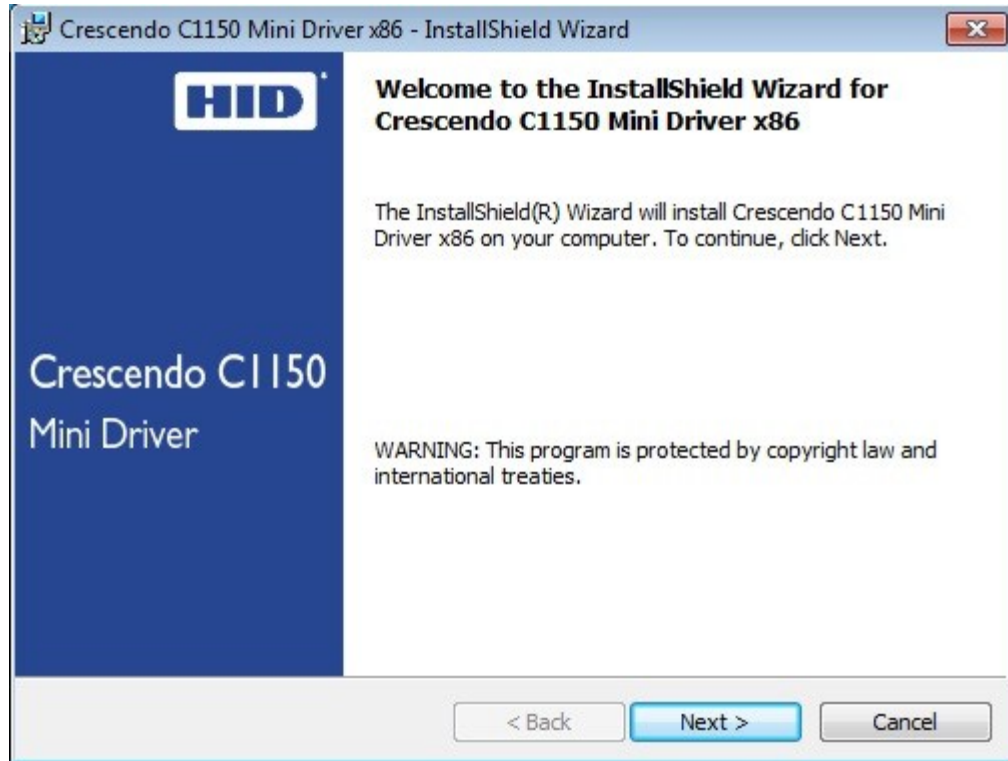 Crescendo C1150 Mini Driver x86 - InstallShield Wizard
HID
Welcome to the InstallShield Wizard for
Crescendo C1150 Mini Driver x86
The InstallShield(R) Wizard will install Crescendo C1150 Mini
Driver x86 on your computer. To continue, click Next.
Crescendo C1150
Mini Driver
WARNING: This program is protected by copyright law and
international treaties.
< Back
Next >
Cancel